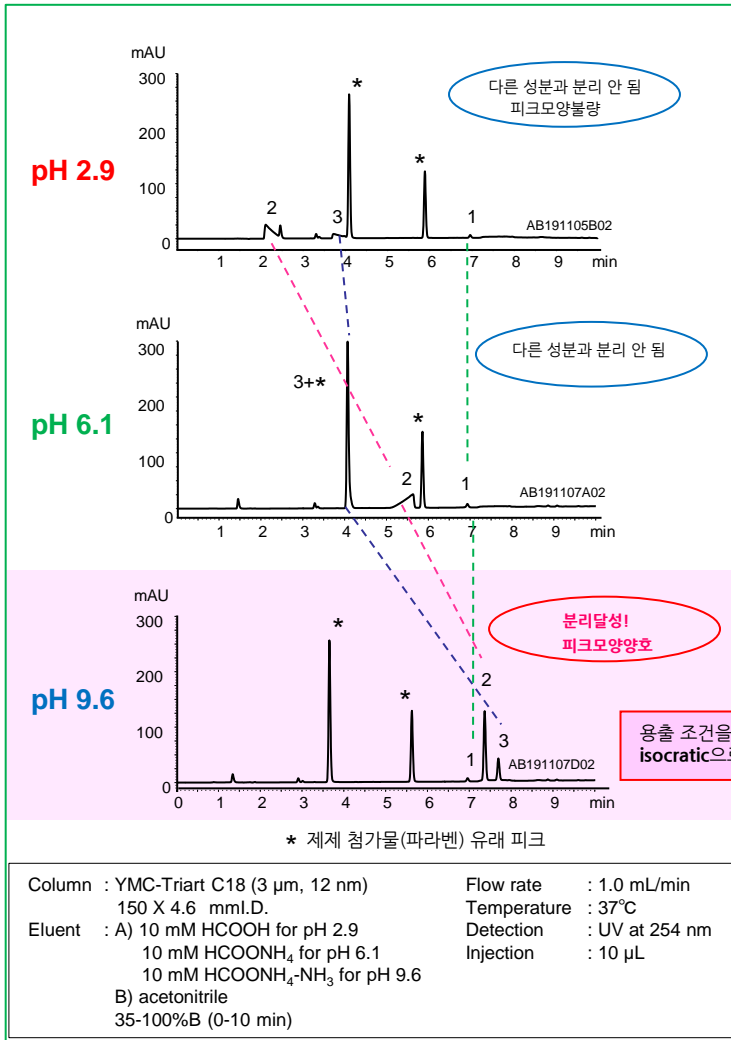 mAU
300
200
100
0
pH 2.9
*
*
2
3
1
다른 성분과 분리 안 됨
피크모양불량
AB191105B02
1 2 3 4 5 6 7 8 9 min
mAU
300
200
100
0
pH 6.1
3+*
*
2
1
다른 성분과 분리 안 됨
AB191107A02
1 2 3 4 5 6 7 8 9 min
mAU
300
200
100
0
pH 9.6
*
*
1
2
3
분리달성!
피크모양양호
AB191107D02
용출 조건을
isocratic으로
0 1 2 3 4 5 6 7 8 9 min
* 제제 첨가물(파라벤) 유래 피크
Column : YMC-Triart C18 (3 µm, 12 nm)
150 X 4.6 mmI.D.
Eluent : A) 10 mM HCOOH for pH 2.9
10 mM HCOONH₄ for pH 6.1
10 mM HCOONH₄-NH₃ for pH 9.6
B) acetonitrile
35-100%B (0-10 min)
Flow rate : 1.0 mL/min
Temperature : 37°C
Detection : UV at 254 nm
Injection : 10 µL